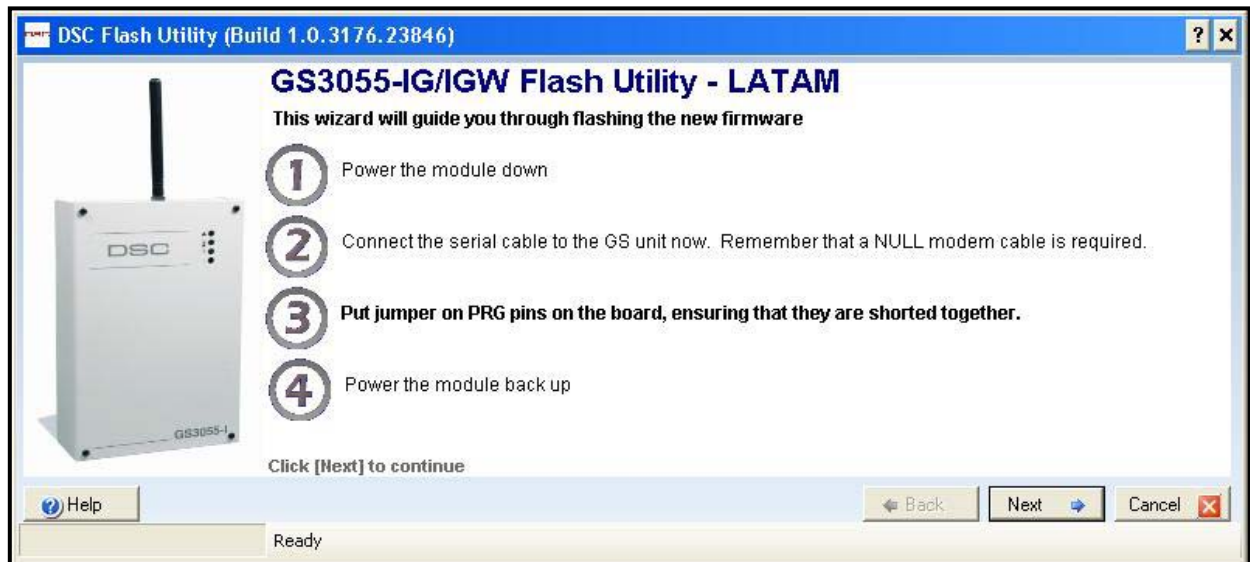 DSC Flash Utility (Build 1.0.3176.23846)
GS3055-IG/IGW Flash Utility - LATAM
This wizard will guide you through flashing the new firmware
1 Power the module down
2 Connect the serial cable to the GS unit now. Remember that a NULL modem cable is required.
3 Put jumper on PRG pins on the board, ensuring that they are shorted together.
4 Power the module back up
DSC
GS3055-I
Click [Next] to continue
Help
Back
Next
Cancel
Ready